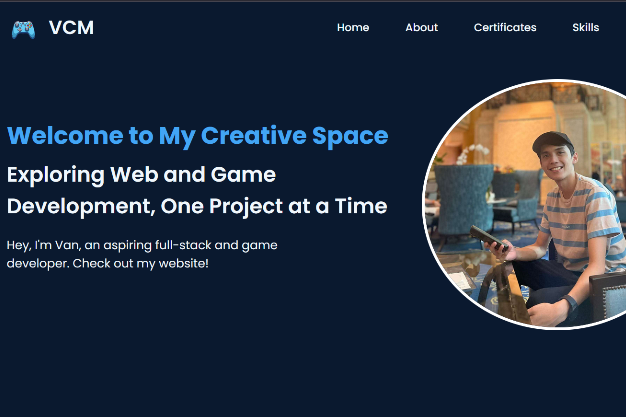 VCM
Home
About
Certificates
Skills
Welcome to My Creative Space
Exploring Web and Game
Development, One Project at a Time
Hey, I'm Van, an aspiring full-stack and game
developer. Check out my website!